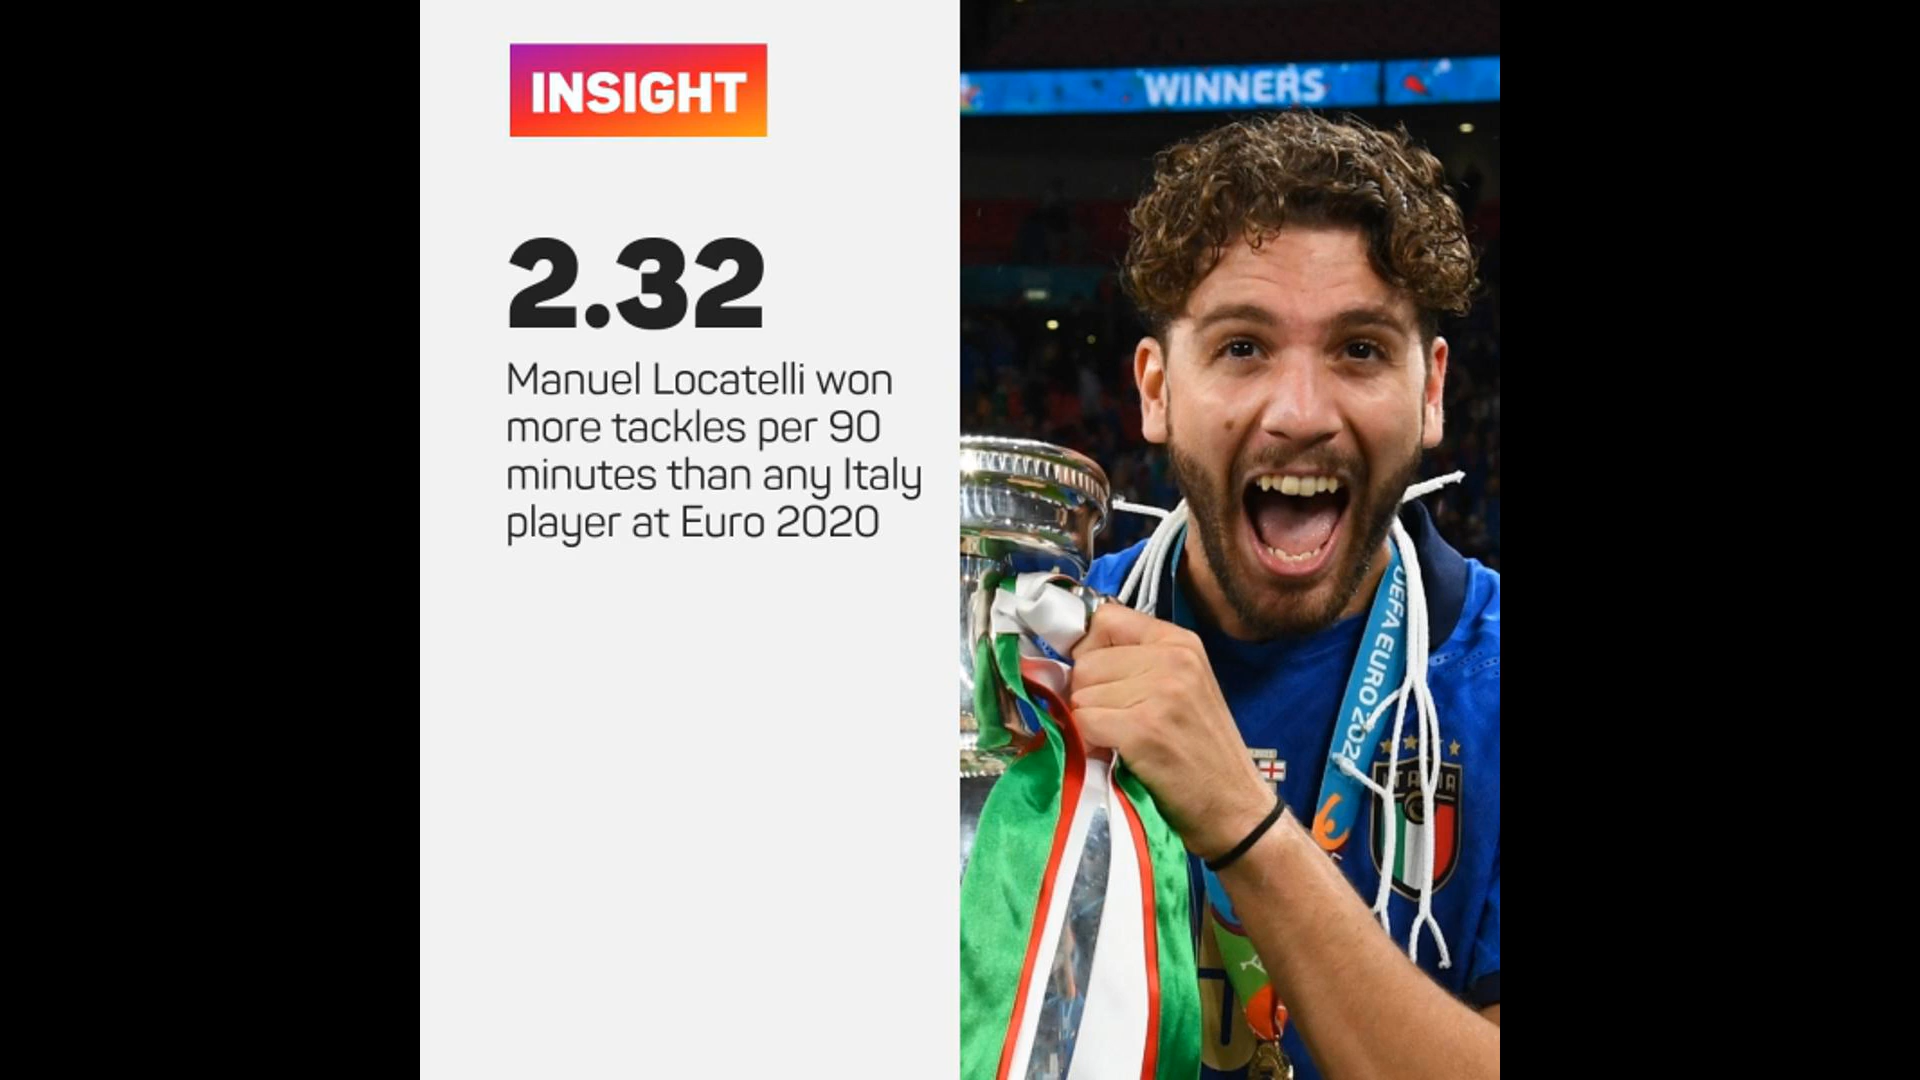 INSIGHT
2.32
Manuel Locatelli won
more tackles per 90
minutes than any Italy
player at Euro 2020
WINNERS
UEFA EURO 2020
ITALIA